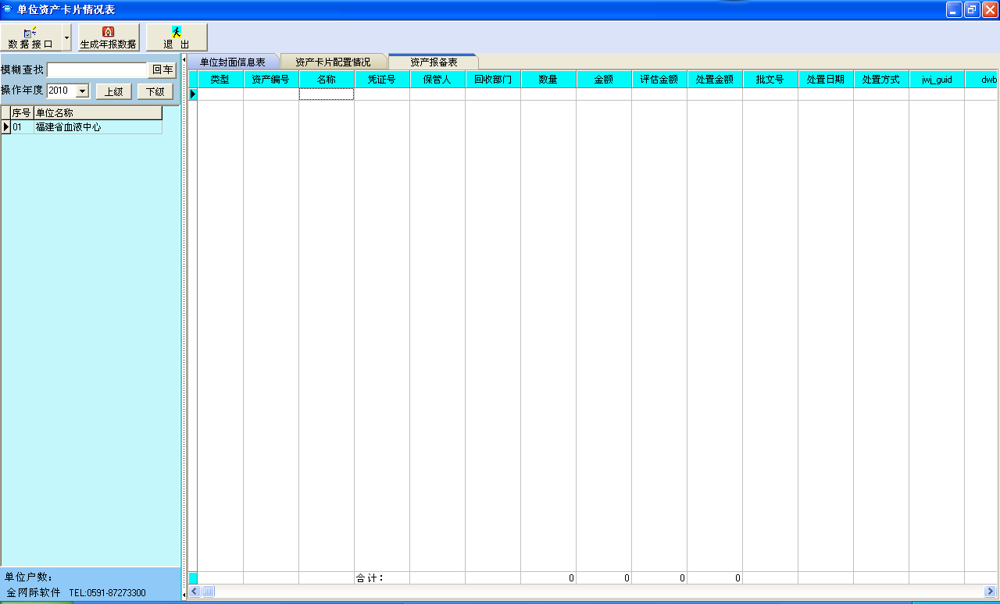 单位资产卡片情况表
数据接口 生成年报数据 退 出
模糊查找 回车
操作年度 2010 上级 下级
序号 单位名称
01 福建省血液中心
单位户数：
金网际软件 TEL:0591-87273300
单位封面信息表 资产卡片配置情况 资产报备表
类型 资产编号 名称 凭证号 保管人 回收部门 数量 金额 评估金额 处置金额 批文号 处置日期 处置方式 jwj_guid dwb
合计： 0 0 0 0